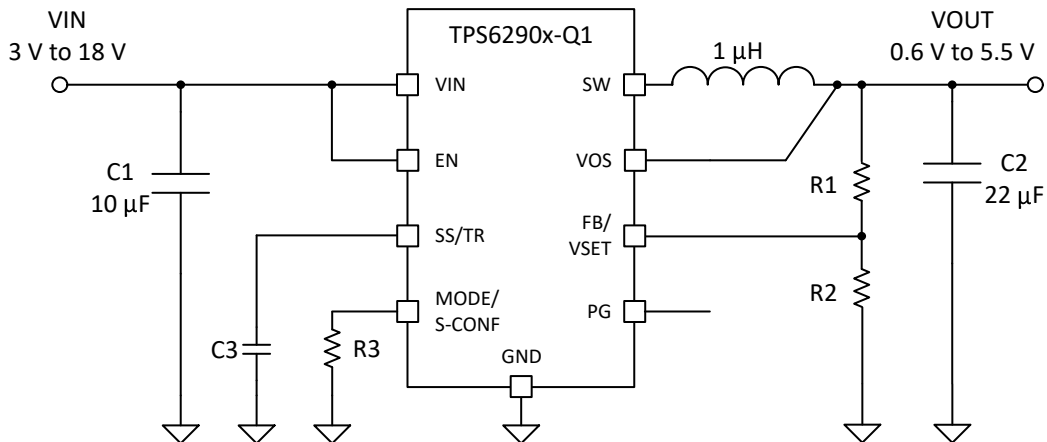 VIN
3 V to 18 V
TPS6290x-Q1
VOUT
0.6 V to 5.5 V
1 µH
VIN
SW
EN
VOS
C1
10 µF
R1
C2
22 µF
SS/TR
FB/
VSET
MODE/
S-CONF
PG
R2
C3
R3
GND